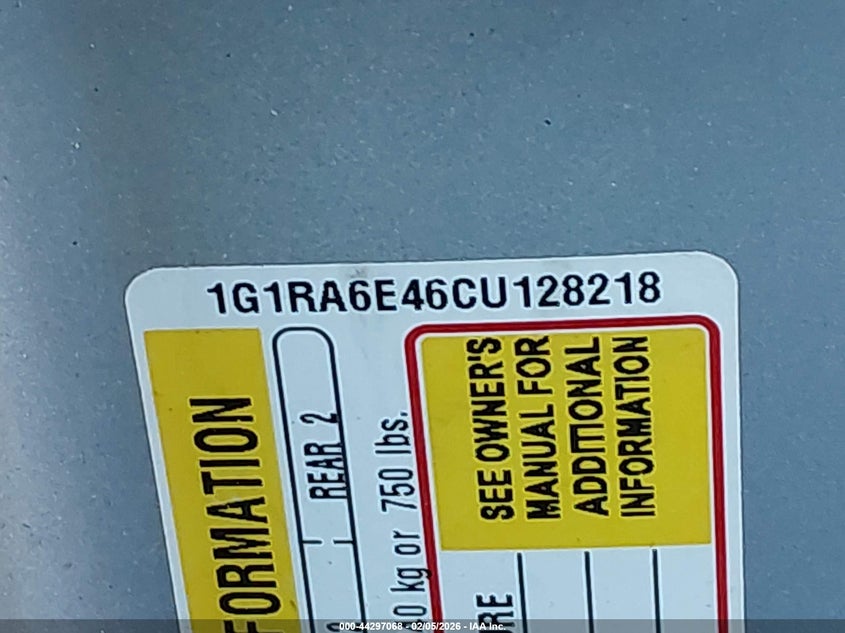 1G1RA6E46CU128218
FORMATION
REAR 2
0 kg or 750 lbs.
SEE OWNER'S
MANUAL FOR
ADDITIONAL
INFORMATION
RE
000-44297068 - 02/05/2026 - IAA Inc.